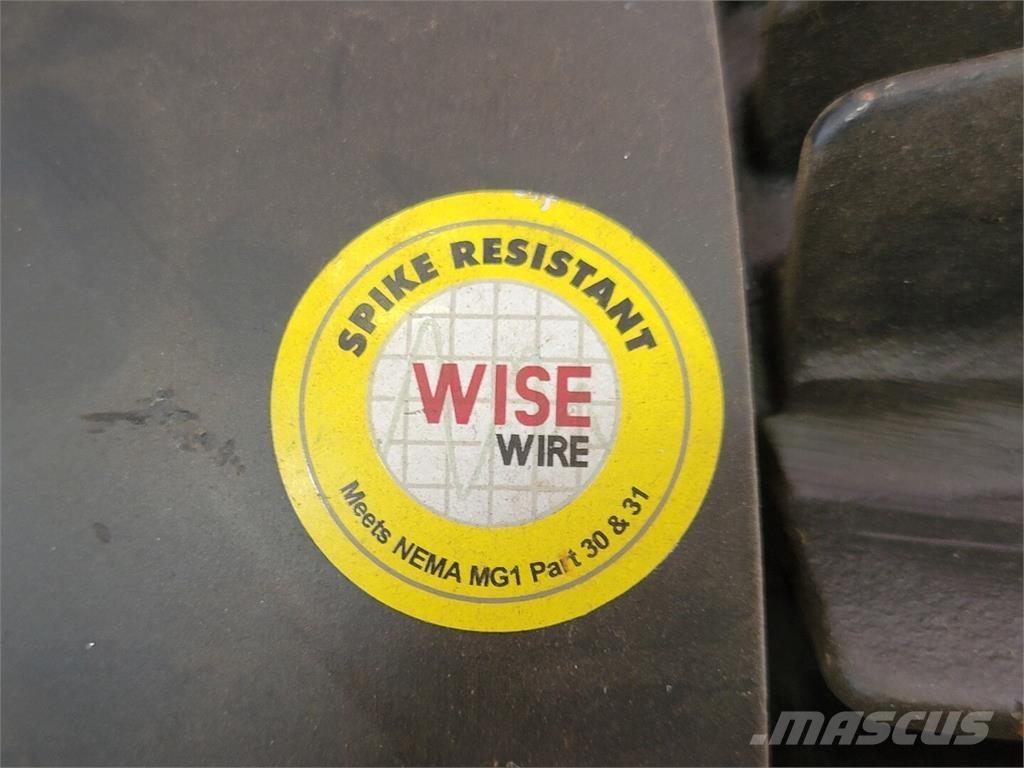 SPIKE RESISTANT
WISE
WIRE
Meets NEMA MG1 Part 30 & 31
MASCUS